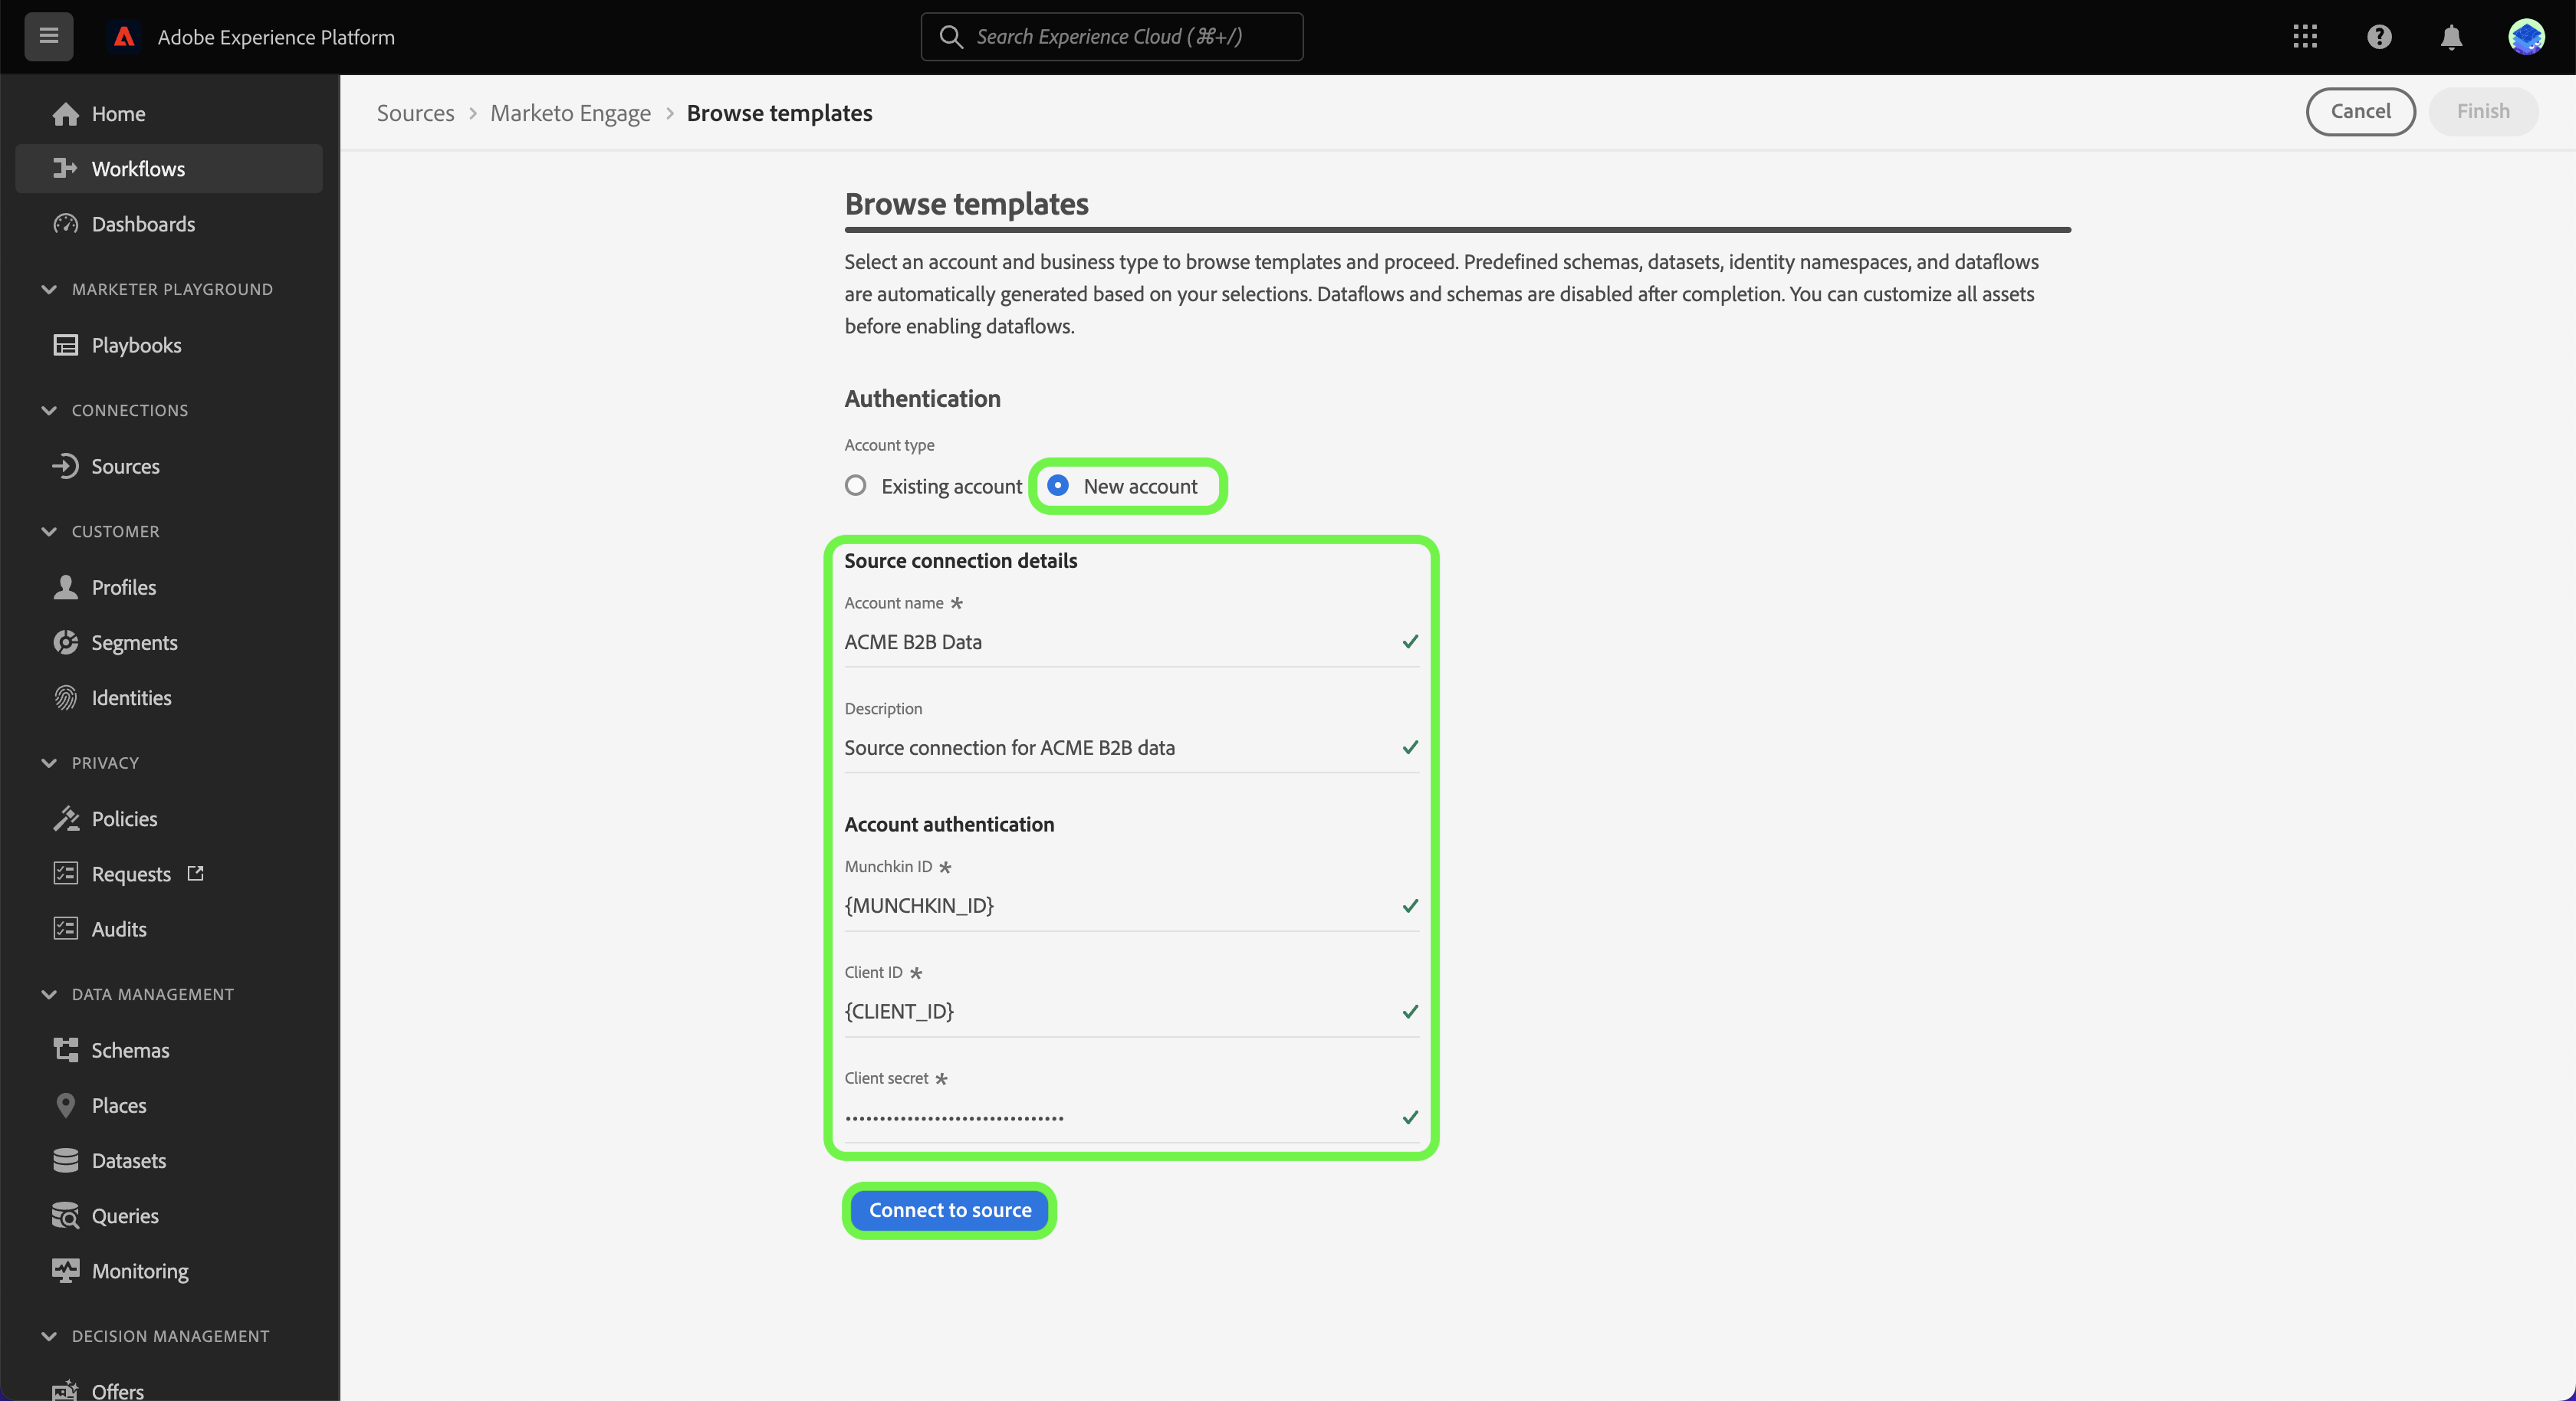 Adobe Experience Platform
Search Experience Cloud (⌘+/)
Home
Workflows
Dashboards
MARKETER PLAYGROUND
Playbooks
CONNECTIONS
Sources
CUSTOMER
Profiles
Segments
Identities
PRIVACY
Policies
Requests
Audits
DATA MANAGEMENT
Schemas
Places
Datasets
Queries
Monitoring
DECISION MANAGEMENT
Offers
Sources > Marketo Engage > Browse templates
Cancel
Finish
Browse templates
Select an account and business type to browse templates and proceed. Predefined schemas, datasets, identity namespaces, and dataflows
are automatically generated based on your selections. Dataflows and schemas are disabled after completion. You can customize all assets
before enabling dataflows.
Authentication
Account type
Existing account
New account
Source connection details
Account name *
ACME B2B Data
Description
Source connection for ACME B2B data
Account authentication
Munchkin ID *
{MUNCHKIN_ID}
Client ID *
{CLIENT_ID}
Client secret *
••••••••••••••••••••••••••••••••
Connect to source